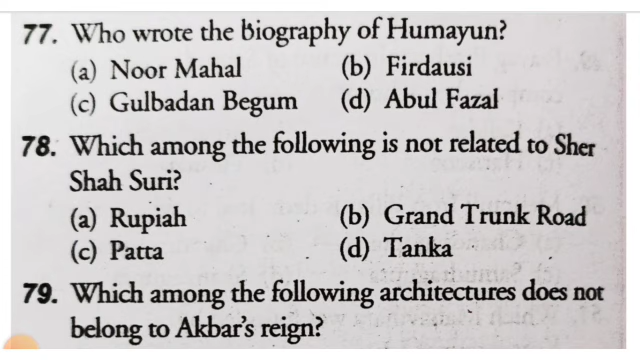 77. Who wrote the biography of Humayun?
(a) Noor Mahal (b) Firdausi
(c) Gulbadan Begum (d) Abul Fazal
78. Which among the following is not related to Sher
Shah Suri?
(a) Rupiah (b) Grand Trunk Road
(c) Patta (d) Tanka
79. Which among the following architectures does not
belong to Akbar's reign?